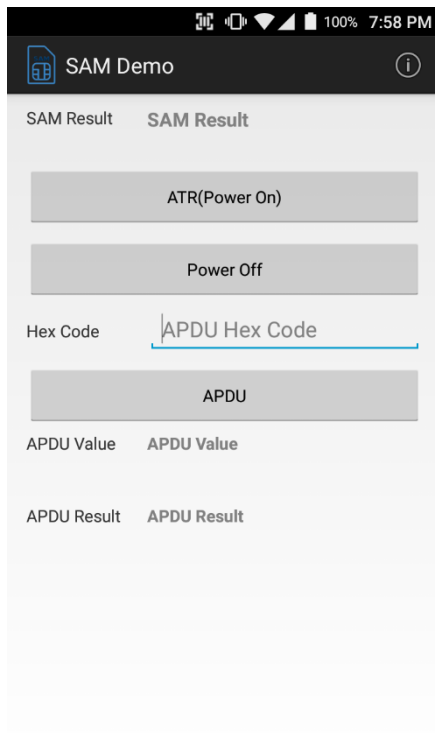 100% 7:58 PM
SAM Demo
SAM Result SAM Result
ATR(Power On)
Power Off
Hex Code APDU Hex Code
APDU
APDU Value APDU Value
APDU Result APDU Result